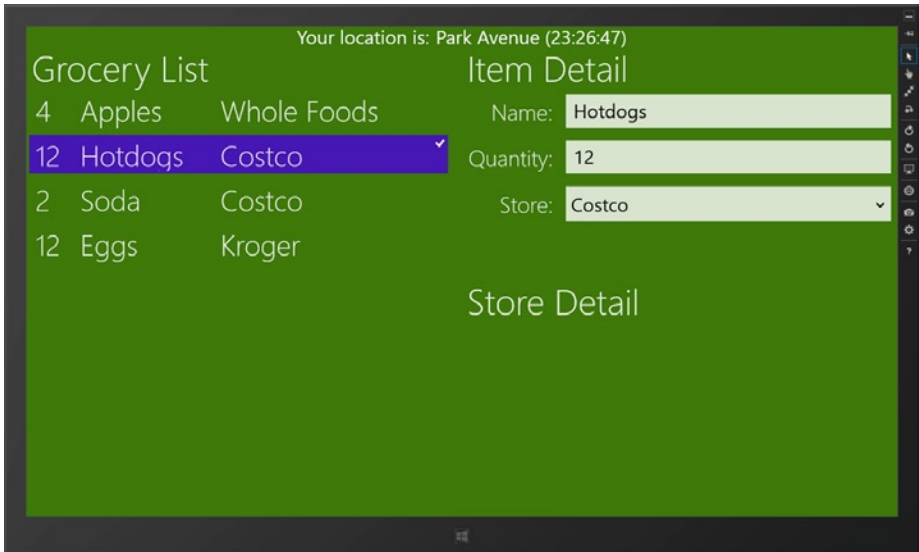 Your location is: Park Avenue (23:26:47)
Grocery List
4 Apples Whole Foods
12 Hotdogs Costco
2 Soda Costco
12 Eggs Kroger
Item Detail
Name: Hotdogs
Quantity: 12
Store: Costco
Store Detail